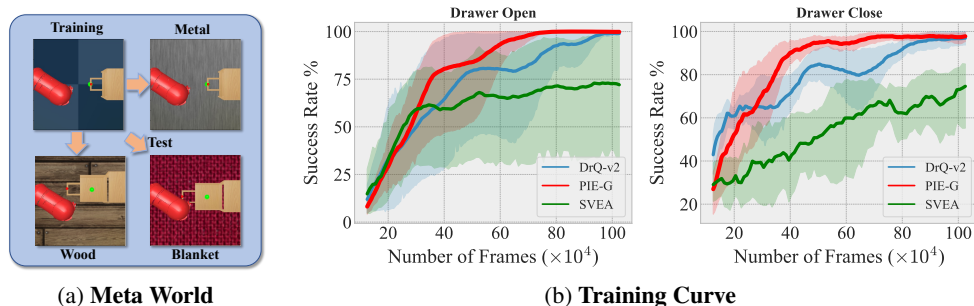 Training
Metal
Test
Wood
Blanket
(a) Meta World
Drawer Open
Success Rate %
100
75
50
25
0
DrQ-v2
PIE-G
SVEA
20
40
60
80
100
Number of Frames (×10⁴)
Drawer Close
Success Rate %
100
80
60
40
20
DrQ-v2
PIE-G
SVEA
20
40
60
80
100
Number of Frames (×10⁴)
(b) Training Curve